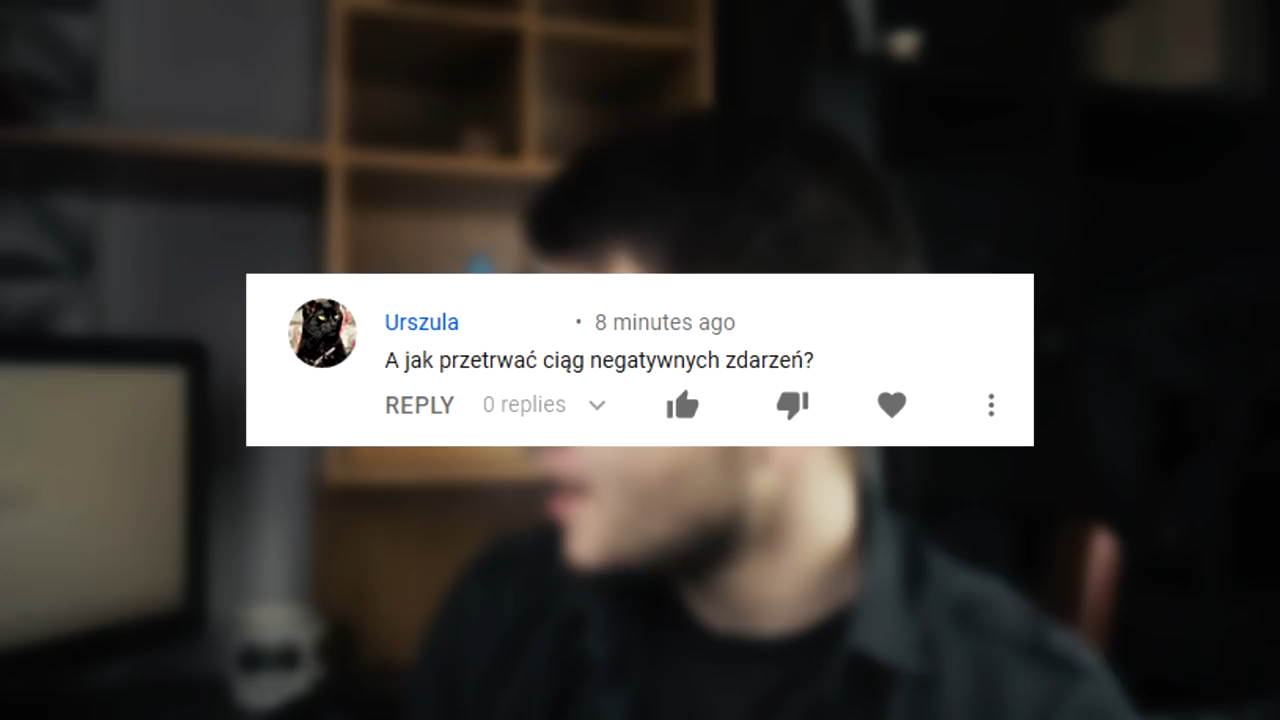 Urszula • 8 minutes ago
A jak przetrwać ciąg negatywnych zdarzeń?
REPLY 0 replies